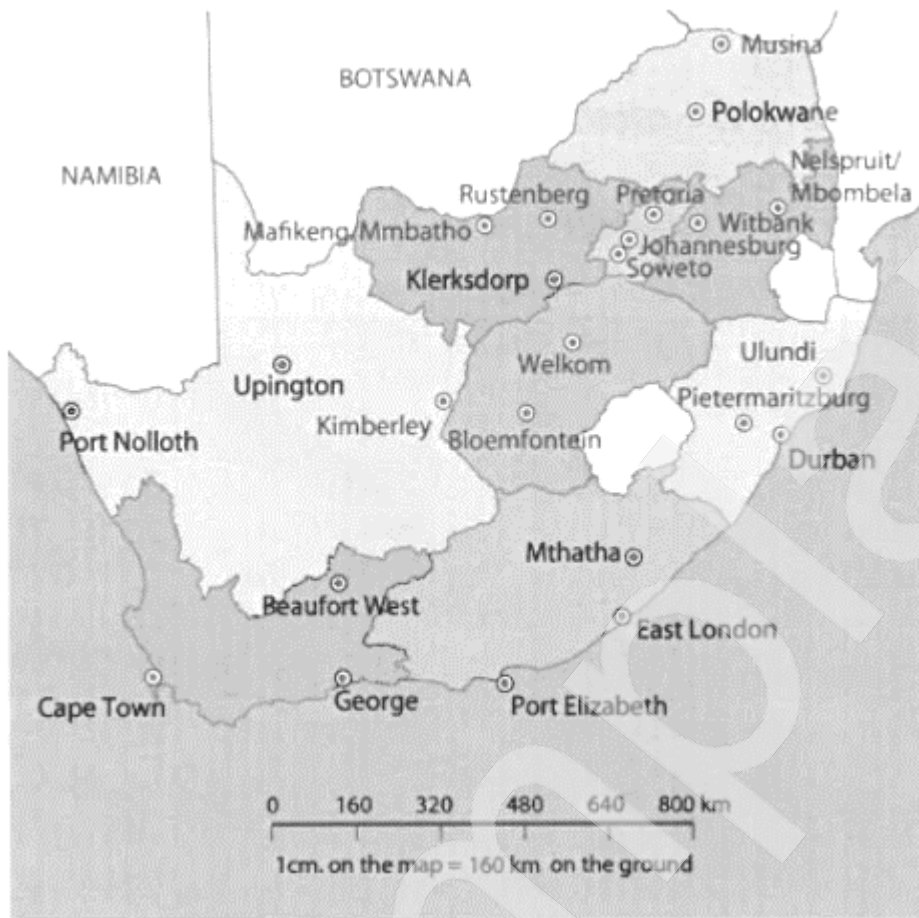 Musina
BOTSWANA
Polokwane
NAMIBIA
Nelspruit/
Mbombela
Rustenberg
Pretoria
Mafikeng/Mmbatho
Witbank
Johannesburg
Soweto
Klerksdorp
Welkom
Ulundi
Upington
Pietermaritzburg
Kimberley
Port Nolloth
Bloemfontein
Durban
Mthatha
Beaufort West
East London
Cape Town
George
Port Elizabeth
0 160 320 480 640 800 km
1cm. on the map = 160 km on the ground